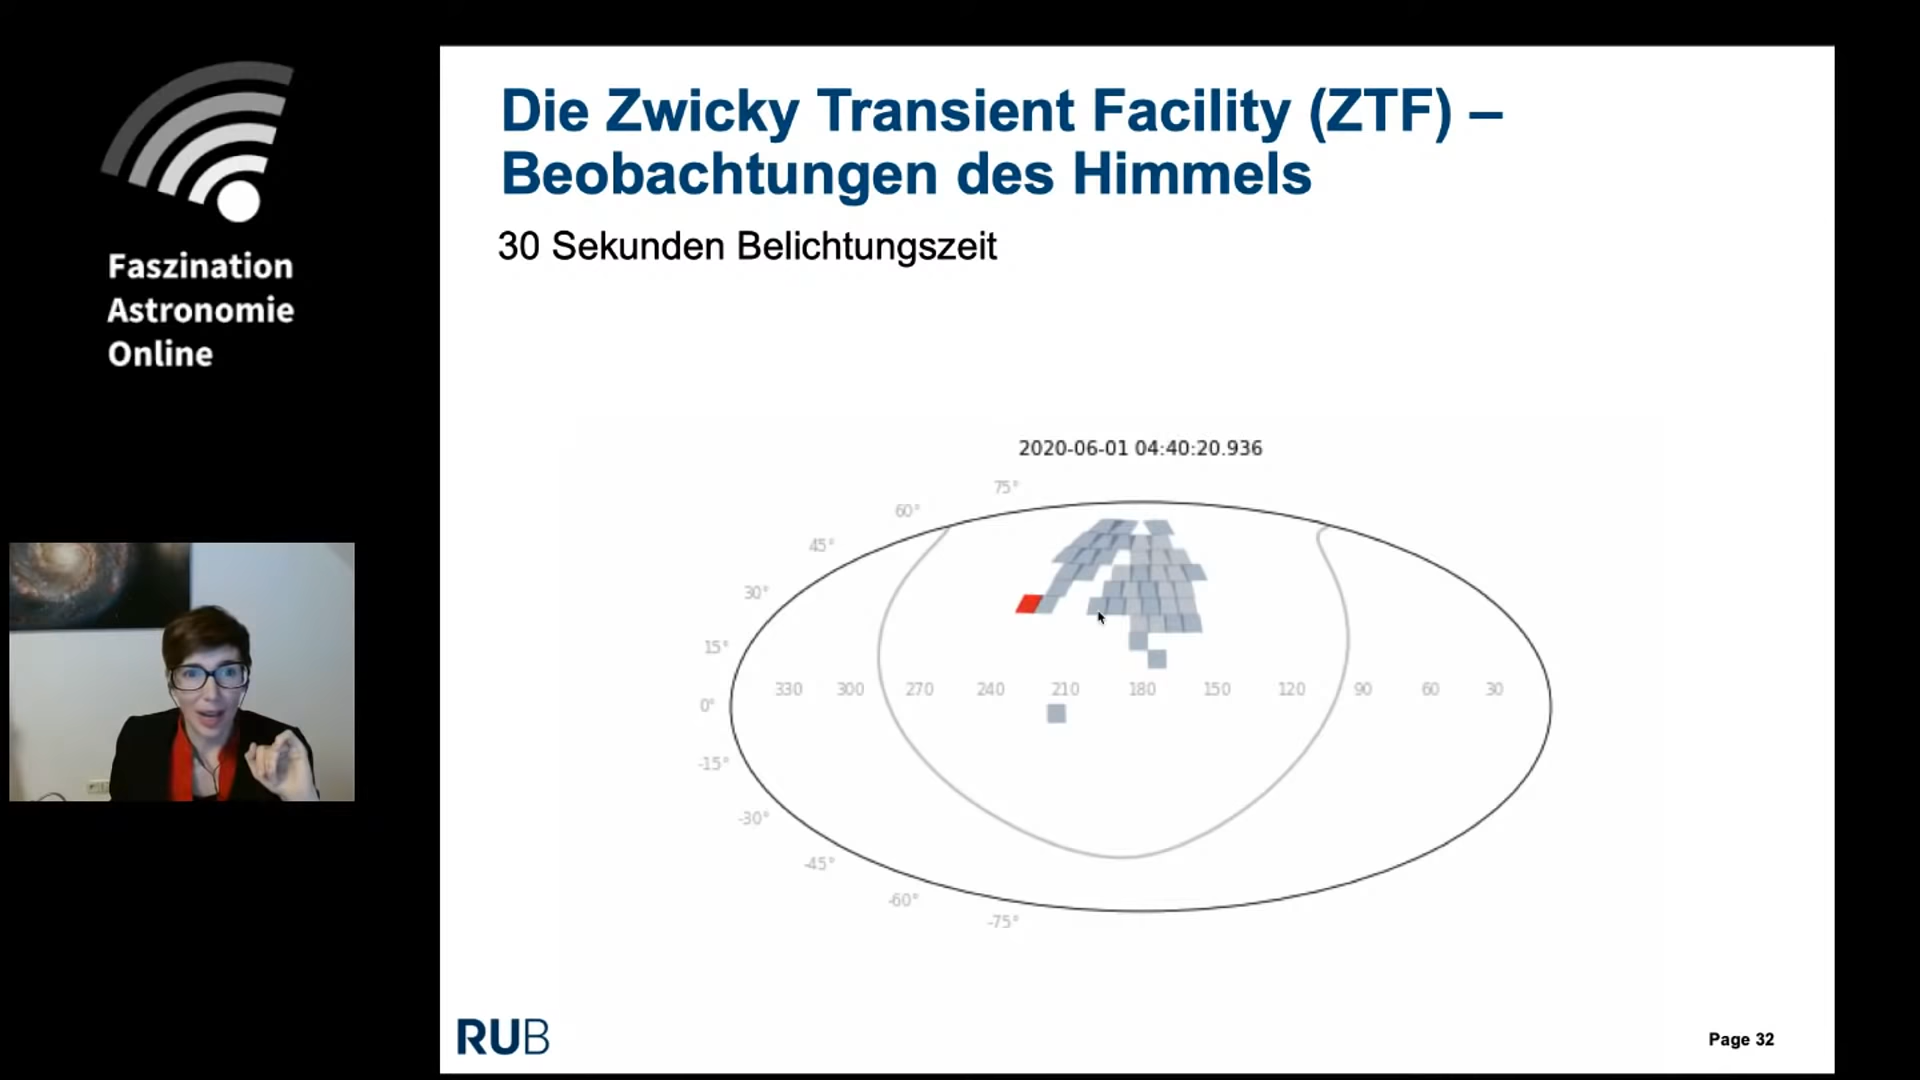 Faszination
Astronomie
Online
Die Zwicky Transient Facility (ZTF) –
Beobachtungen des Himmels
30 Sekunden Belichtungszeit
2020-06-01 04:40:20.936
75°
60°
45°
30°
15°
330 300 270 240 210 180 150 120 90 60 30
0°
-15°
-30°
-45°
-60°
-75°
RUB
Page 32